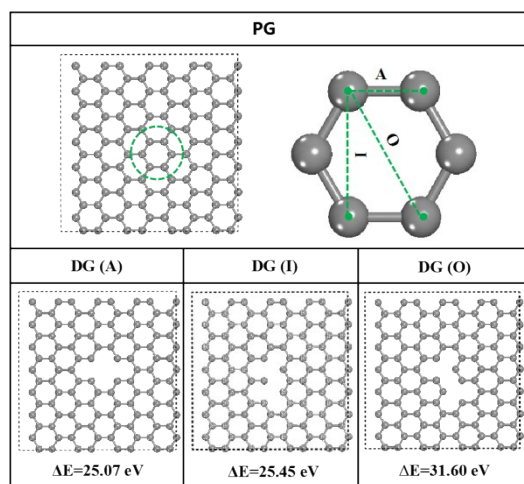 PG
A
I
O
DG (A)
DG (I)
DG (O)
ΔE=25.07 eV
ΔE=25.45 eV
ΔE=31.60 eV